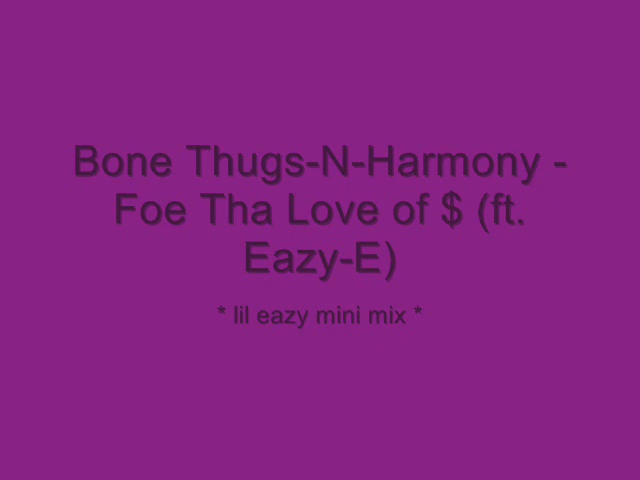 Bone Thugs-N-Harmony -
Foe Tha Love of $ (ft.
Eazy-E)
* lil eazy mini mix *